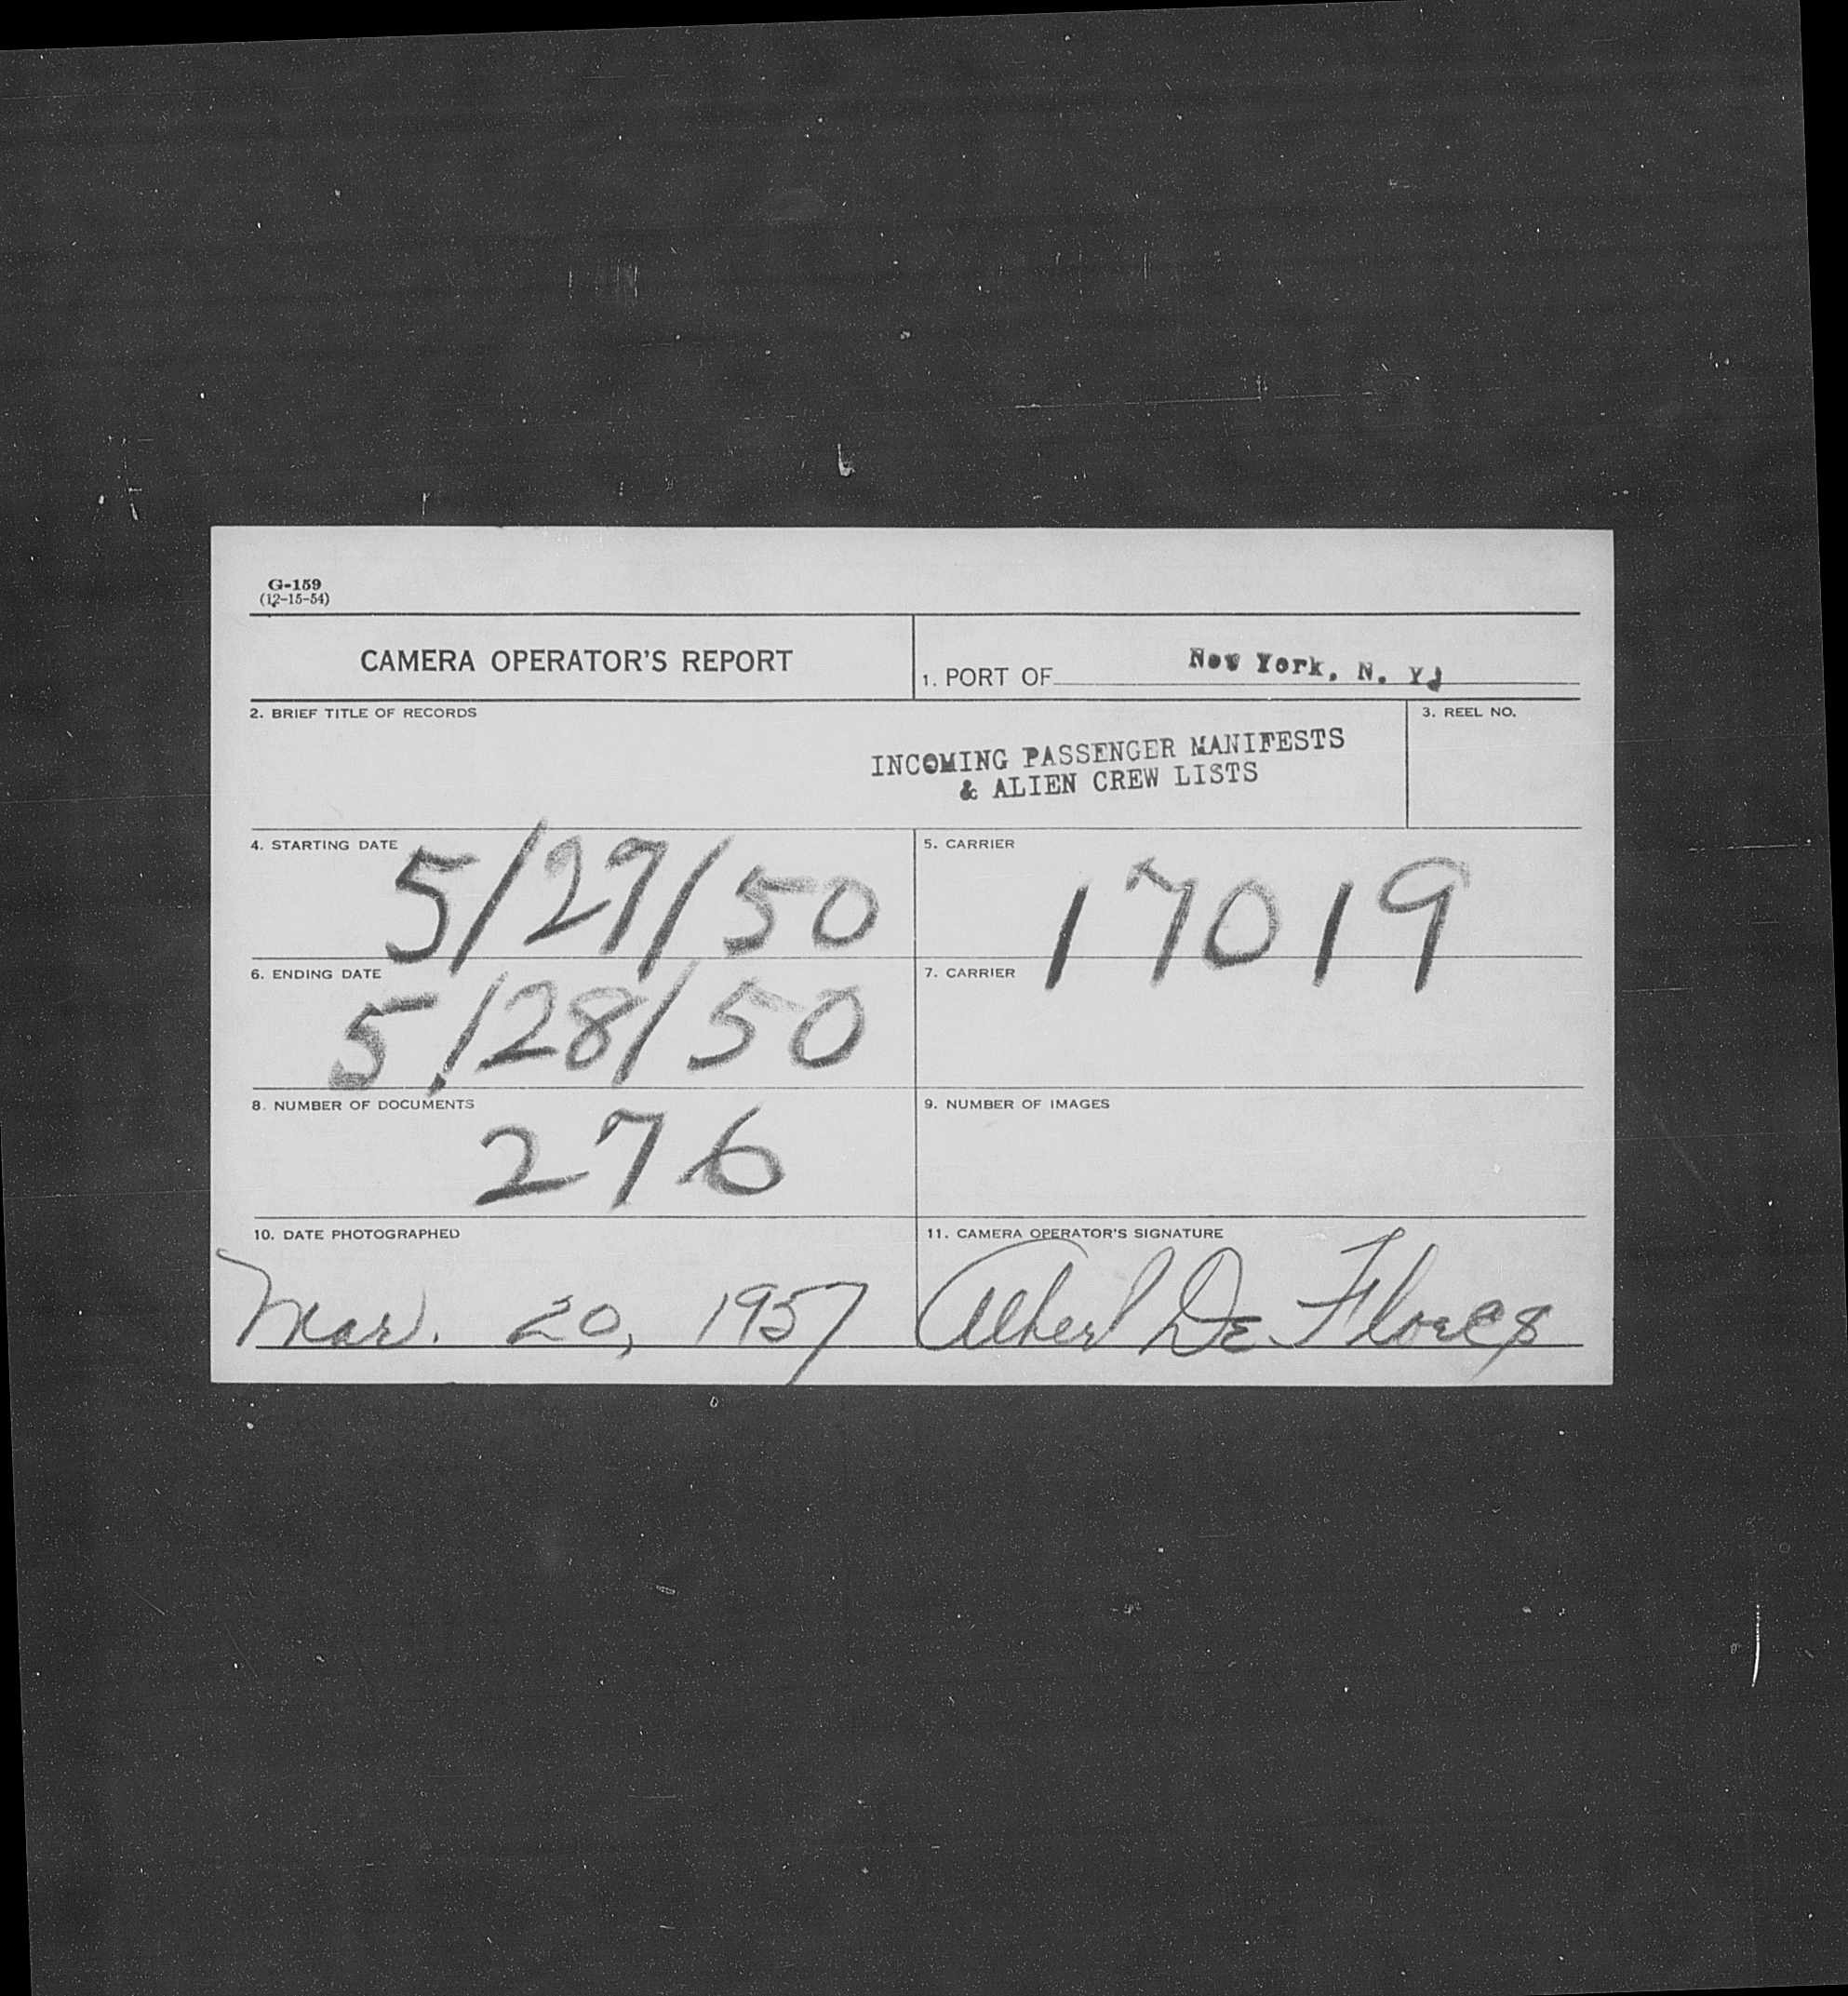 G-159
(12-15-54)
CAMERA OPERATOR'S REPORT
1. PORT OF New York, N. Y.
2. BRIEF TITLE OF RECORDS
INCOMING PASSENGER MANIFESTS
& ALIEN CREW LISTS
3. REEL NO.
4. STARTING DATE 5/27/50
5. CARRIER 17019
6. ENDING DATE 5/28/50
7. CARRIER
8. NUMBER OF DOCUMENTS 276
9. NUMBER OF IMAGES
10. DATE PHOTOGRAPHED
Mar. 20, 1957
11. CAMERA OPERATOR'S SIGNATURE
Albert De Flores